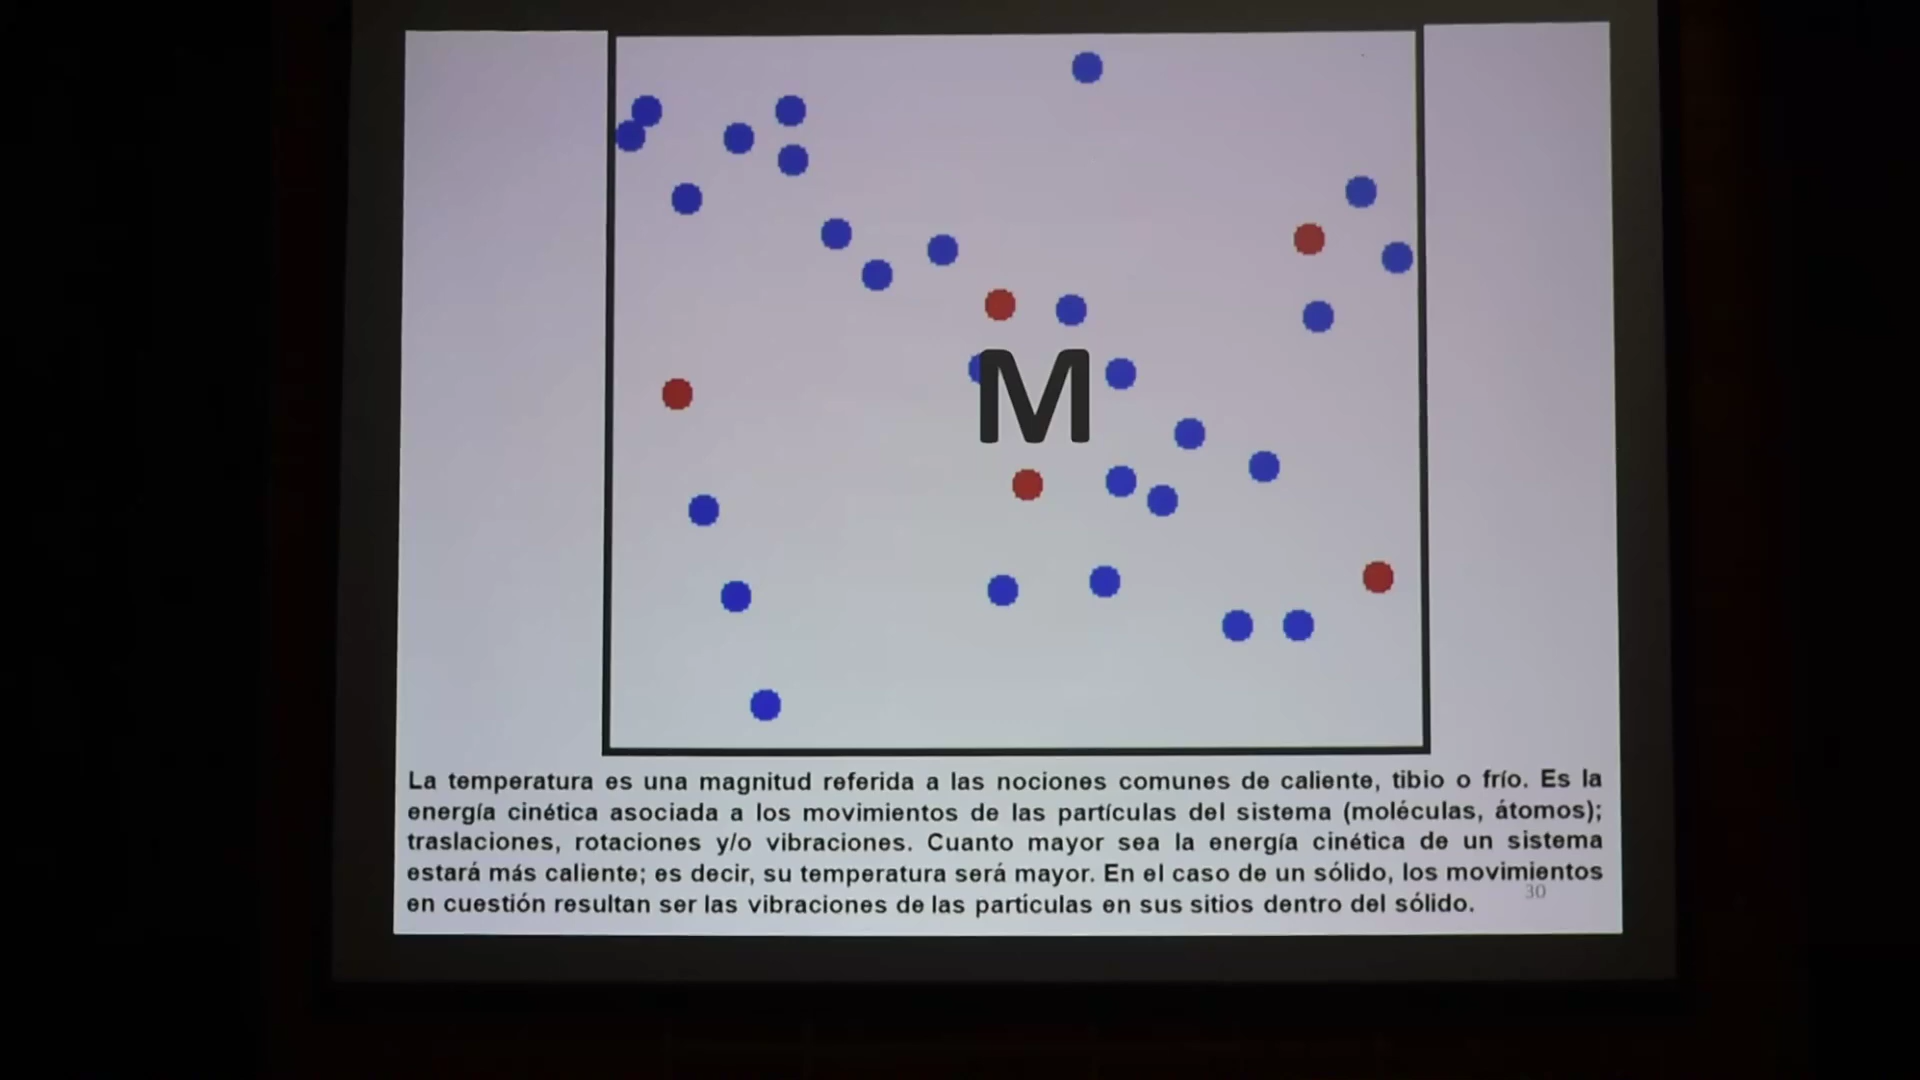 M
La temperatura es una magnitud referida a las nociones comunes de caliente, tibio o frío. Es la
energía cinética asociada a los movimientos de las partículas del sistema (moléculas, átomos);
traslaciones, rotaciones y/o vibraciones. Cuanto mayor sea la energía cinética de un sistema
estará más caliente; es decir, su temperatura será mayor. En el caso de un sólido, los movimientos
en cuestión resultan ser las vibraciones de las partículas en sus sitios dentro del sólido.
30